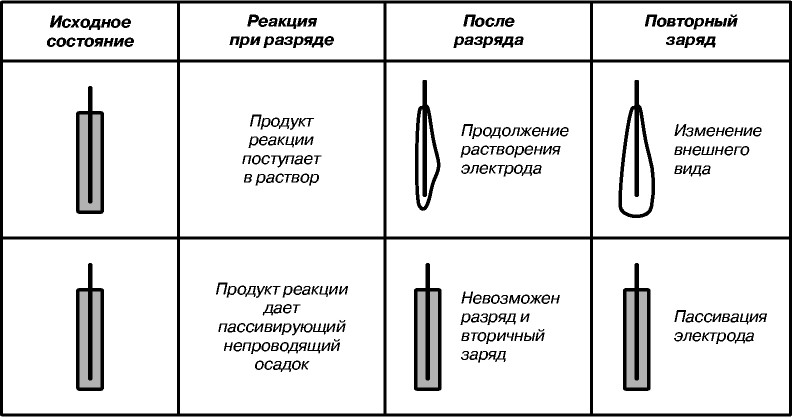 Исходное
состояние
Реакция
при разряде
После
разряда
Повторный
заряд
Продукт
реакции
поступает
в раствор
Продолжение
растворения
электрода
Изменение
внешнего
вида
Продукт реакции
дает
пассивирующий
непроводящий
осадок
Невозможен
разряд и
вторичный
заряд
Пассивация
электрода